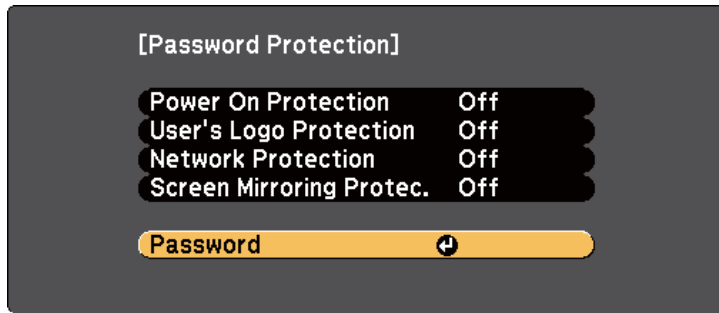 [Password Protection]
Power On Protection Off
User's Logo Protection Off
Network Protection Off
Screen Mirroring Protec. Off
Password